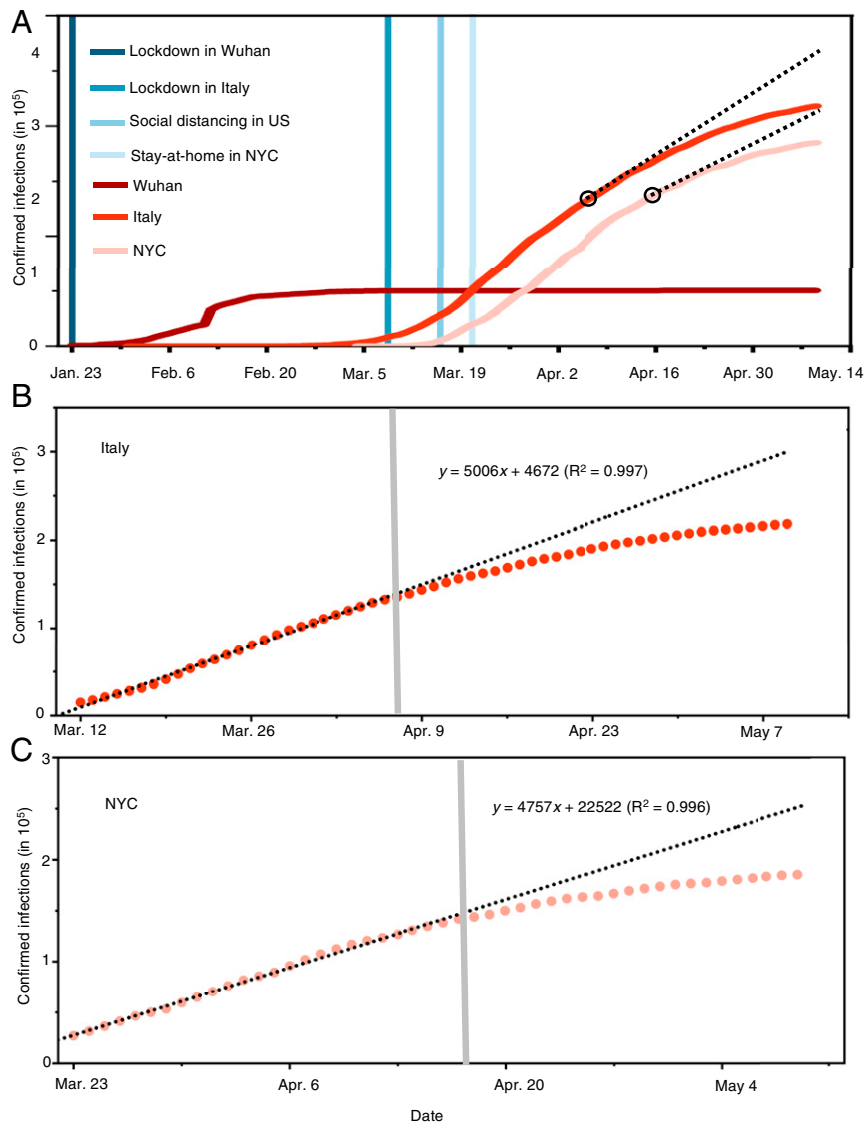 A
Confirmed infections (in 10⁵)
4
3
2
1
0
Lockdown in Wuhan
Lockdown in Italy
Social distancing in US
Stay-at-home in NYC
Wuhan
Italy
NYC
Jan. 23 Feb. 6 Feb. 20 Mar. 5 Mar. 19 Apr. 2 Apr. 16 Apr. 30 May. 14
B
Confirmed infections (in 10⁵)
3
2
1
0
Italy
y = 5006x + 4672 (R² = 0.997)
Mar. 12 Mar. 26 Apr. 9 Apr. 23 May 7
C
Confirmed infections (in 10⁵)
3
2
1
0
NYC
y = 4757x + 22522 (R² = 0.996)
Mar. 23 Apr. 6 Apr. 20 May 4
Date